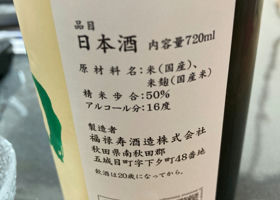 品目
日本酒 内容量720ml
原材料名:米(国産)、
米麹(国産米)
精米歩合:50%
アルコール分:16度
製造者
福禄寿酒造株式会社
秋田県南秋田郡
五城目町字下夕町48番地
飲酒は20歳になってから。